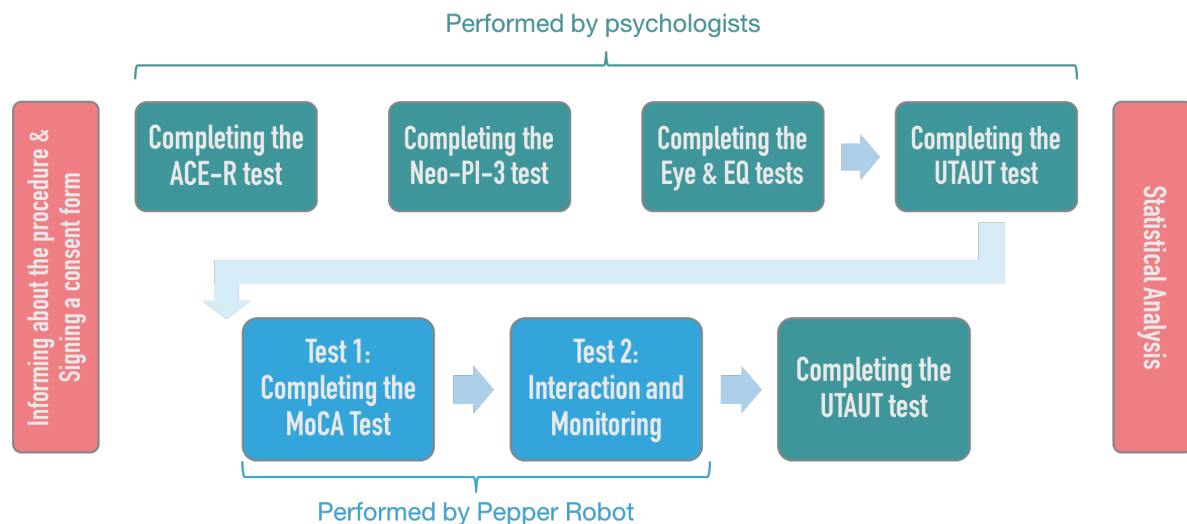 Performed by psychologists
Informing about the procedure &
Signing a consent form
Completing the
ACE-R test
Completing the
Neo-PI-3 test
Completing the
Eye & EQ tests
Completing the
UTAUT test
Statistical Analysis
Test 1:
Completing the
MoCA Test
Test 2:
Interaction and
Monitoring
Completing the
UTAUT test
Performed by Pepper Robot